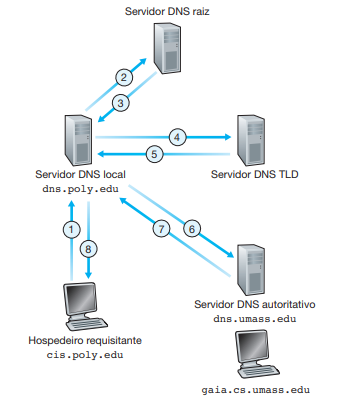 Servidor DNS raiz
2
3
4
5
Servidor DNS local
dns.poly.edu
Servidor DNS TLD
1
8
7
6
Servidor DNS autoritativo
dns.umass.edu
Hospedeiro requisitante
cis.poly.edu
gaia.cs.umass.edu